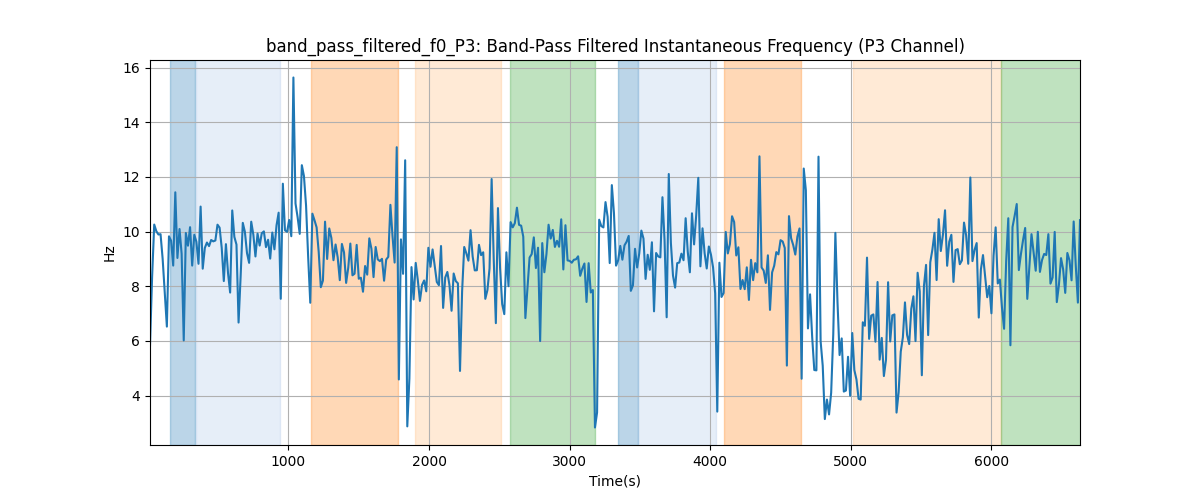 band_pass_filtered_f0_P3: Band-Pass Filtered Instantaneous Frequency (P3 Channel)
16
14
12
10
8
6
4
Hz
1000 2000 3000 4000 5000 6000
Time(s)